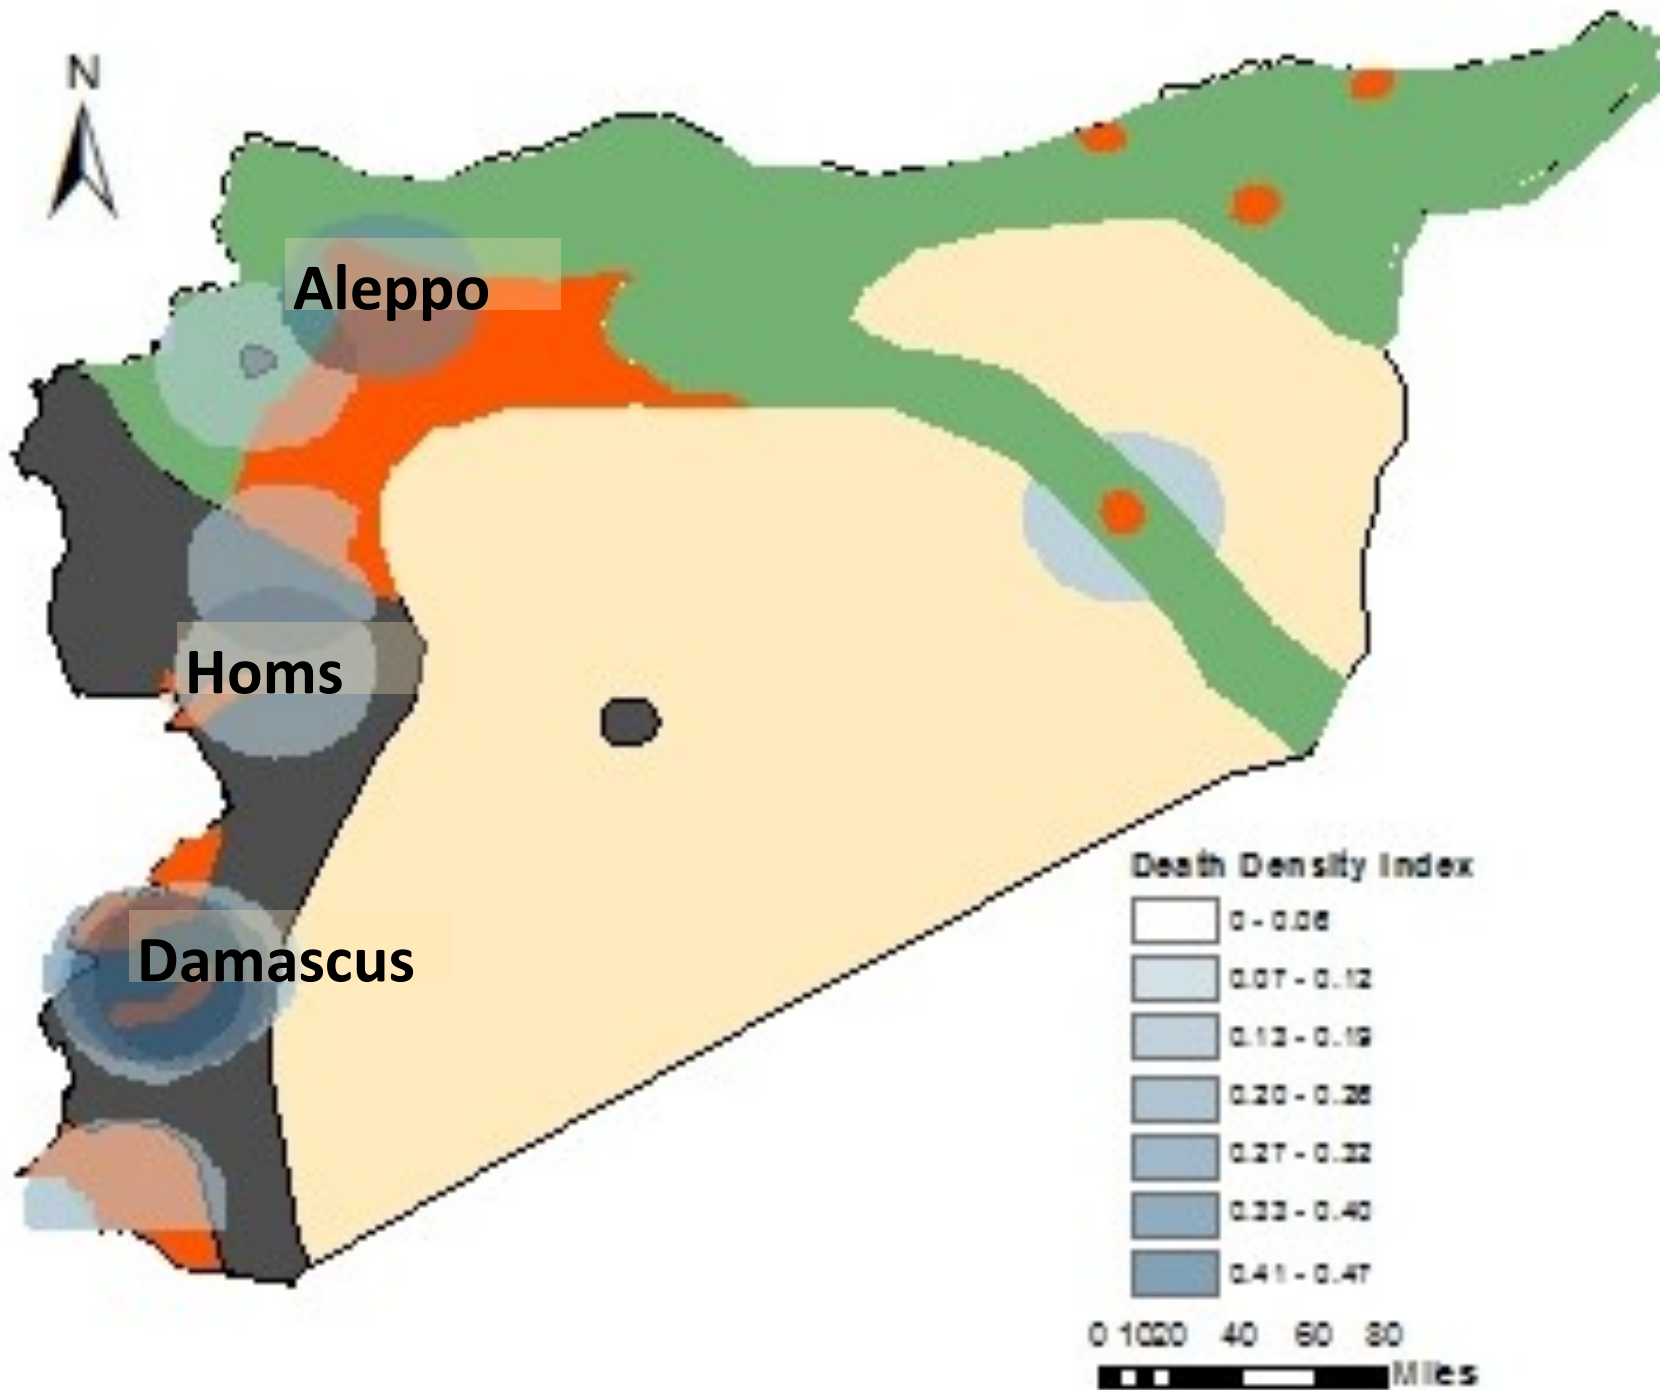 N
Aleppo
Homs
Damascus
Death Density Index
0 - 0.06
0.07 - 0.12
0.13 - 0.19
0.20 - 0.26
0.27 - 0.32
0.33 - 0.40
0.41 - 0.47
0 1020 40 60 80
Miles